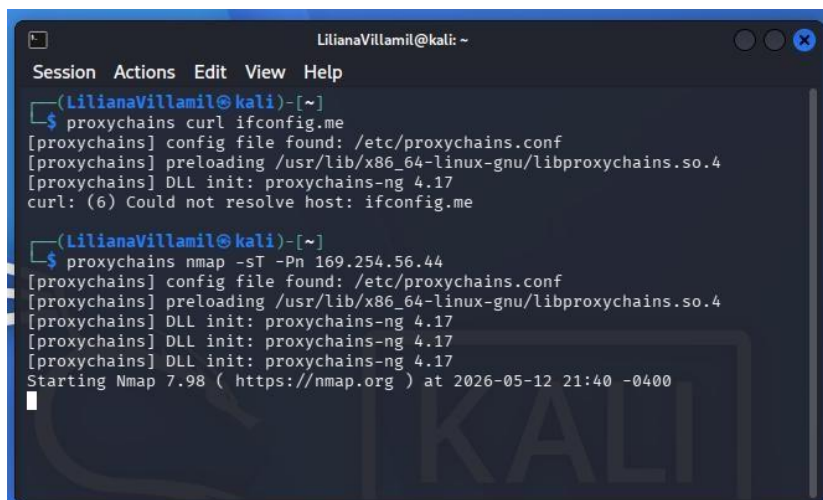 LilianaVillamil@kali: ~
Session Actions Edit View Help
┌──(LilianaVillamil㉿kali)-[~]
└─$ proxychains curl ifconfig.me
[proxychains] config file found: /etc/proxychains.conf
[proxychains] preloading /usr/lib/x86_64-linux-gnu/libproxychains.so.4
[proxychains] DLL init: proxychains-ng 4.17
curl: (6) Could not resolve host: ifconfig.me
┌──(LilianaVillamil㉿kali)-[~]
└─$ proxychains nmap -sT -Pn 169.254.56.44
[proxychains] config file found: /etc/proxychains.conf
[proxychains] preloading /usr/lib/x86_64-linux-gnu/libproxychains.so.4
[proxychains] DLL init: proxychains-ng 4.17
[proxychains] DLL init: proxychains-ng 4.17
[proxychains] DLL init: proxychains-ng 4.17
Starting Nmap 7.98 ( https://nmap.org ) at 2026-05-12 21:40 -0400
KALI